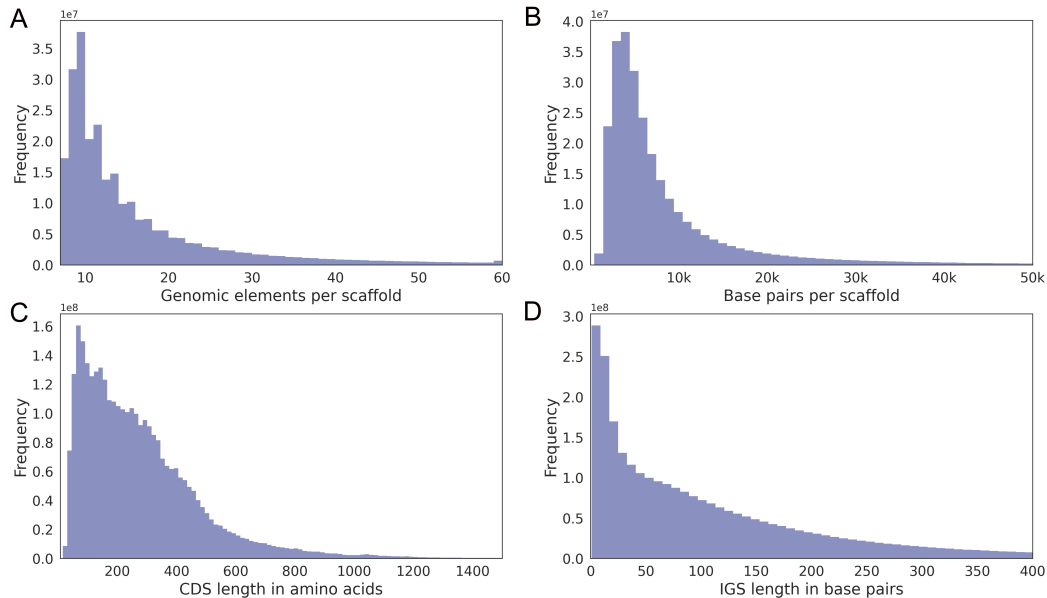 A
1e7
3.5
3.0
2.5
2.0
1.5
1.0
0.5
0.0
Frequency
10 20 30 40 50 60
Genomic elements per scaffold
B
1e7
4.0
3.5
3.0
2.5
2.0
1.5
1.0
0.5
0.0
Frequency
10k 20k 30k 40k 50k
Base pairs per scaffold
C
1e8
1.6
1.4
1.2
1.0
0.8
0.6
0.4
0.2
0.0
Frequency
200 400 600 800 1000 1200 1400
CDS length in amino acids
D
1e8
3.0
2.5
2.0
1.5
1.0
0.5
0.0
Frequency
0 50 100 150 200 250 300 350 400
IGS length in base pairs